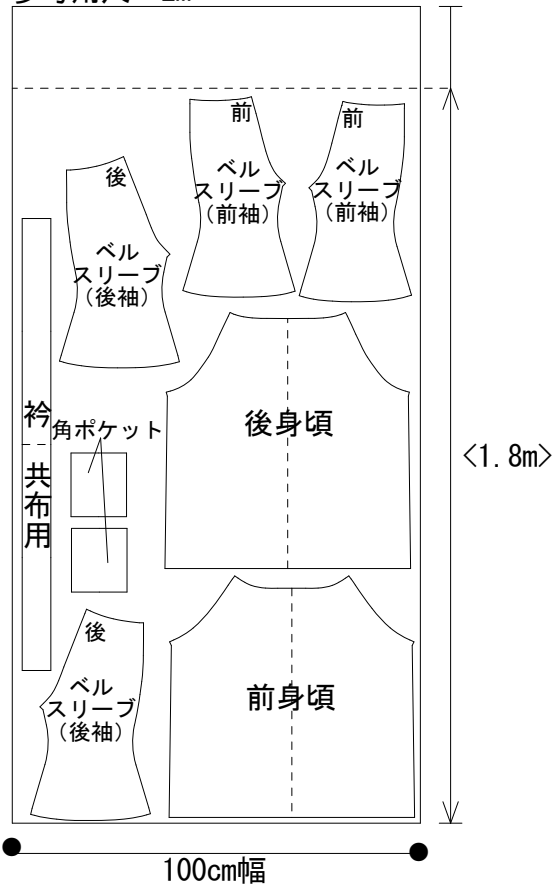 前
ベル
スリーブ
（前袖）
前
ベル
スリーブ
（前袖）
後
ベル
スリーブ
（後袖）
衿
共布用
角ポケット
後身頃
<1.8m>
後
ベル
スリーブ
（後袖）
前身頃
100cm幅